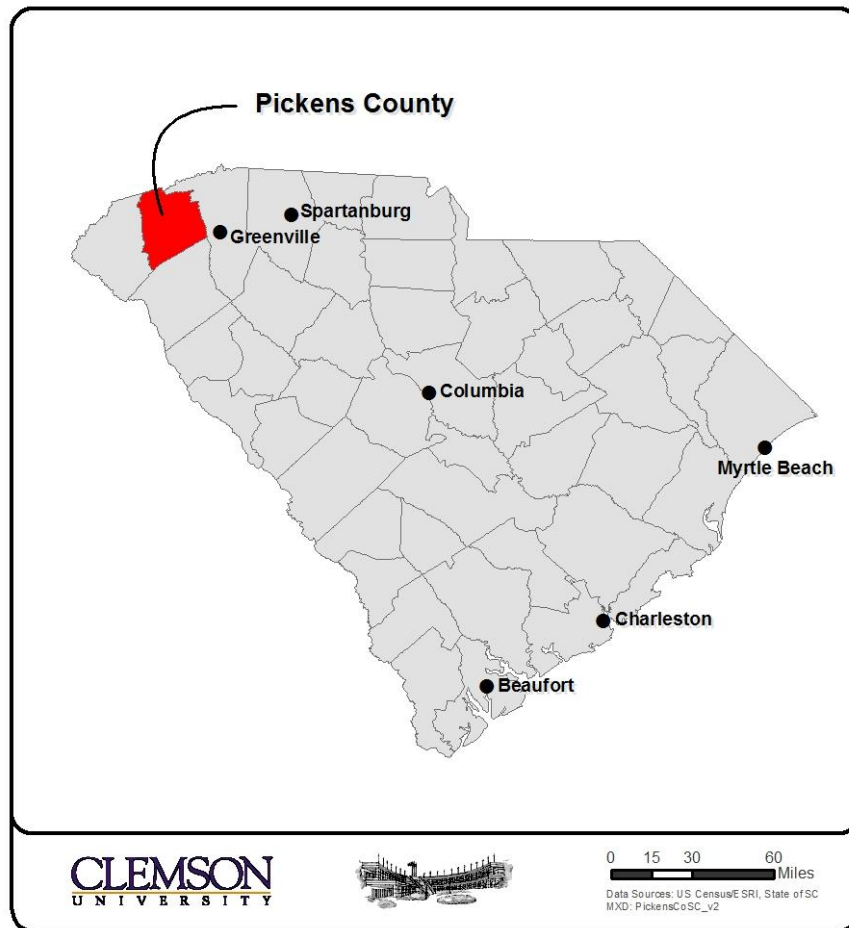 Pickens County
Spartanburg
Greenville
Columbia
Myrtle Beach
Charleston
Beaufort
CLEMSON
UNIVERSITY
0 15 30 60
Miles
Data Sources: US Census/ESRI, State of SC
MXD: PickensCoSC_v2